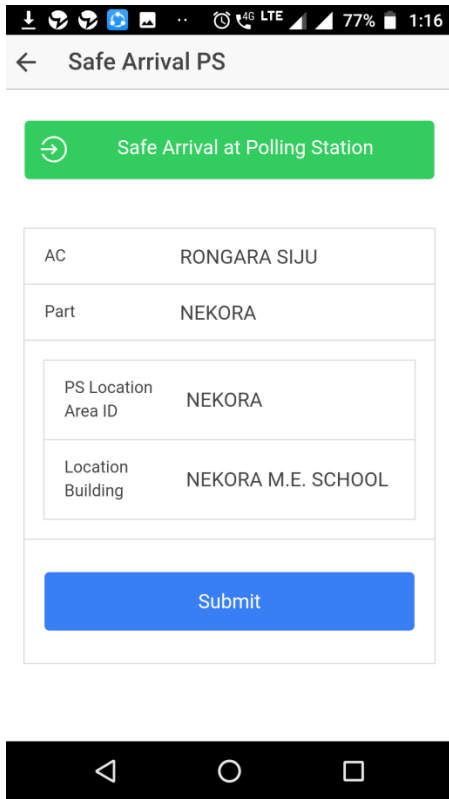 4G LTE 77% 1:16
Safe Arrival PS
Safe Arrival at Polling Station
AC RONGARA SIJU
Part NEKORA
PS Location
Area ID
NEKORA
Location
Building
NEKORA M.E. SCHOOL
Submit